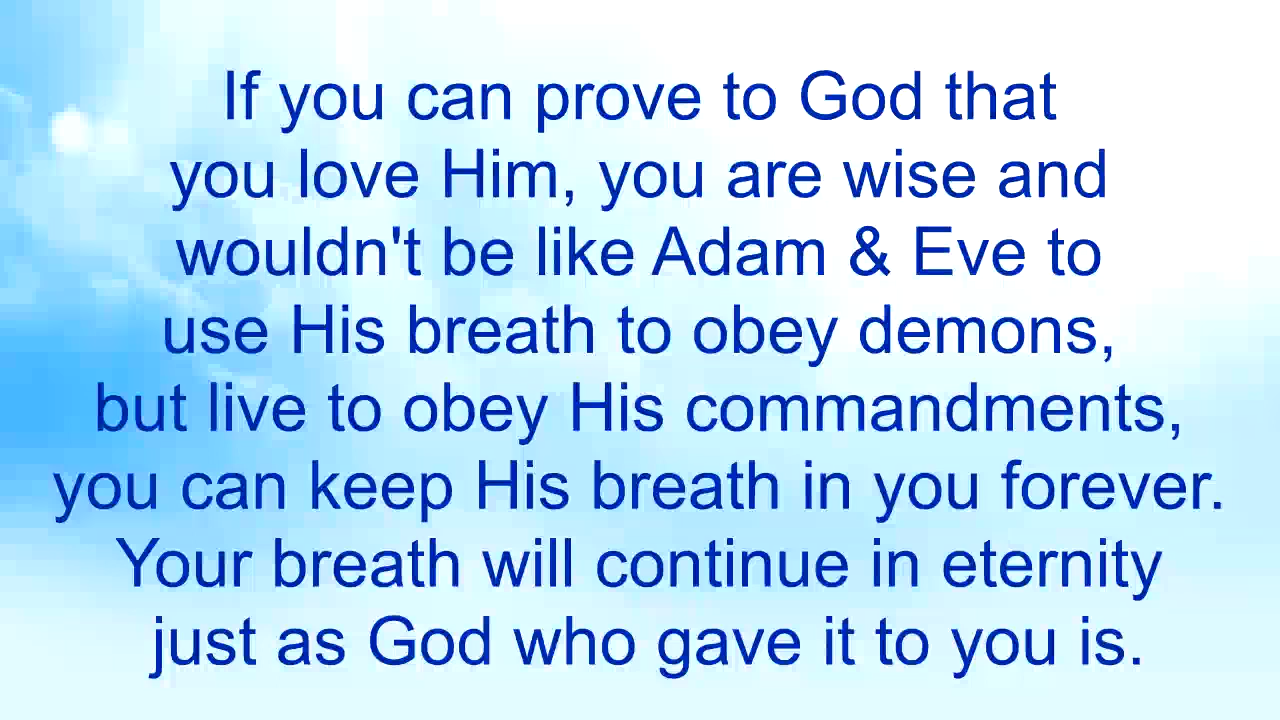 If you can prove to God that
you love Him, you are wise and
wouldn't be like Adam & Eve to
use His breath to obey demons,
but live to obey His commandments,
you can keep His breath in you forever.
Your breath will continue in eternity
just as God who gave it to you is.